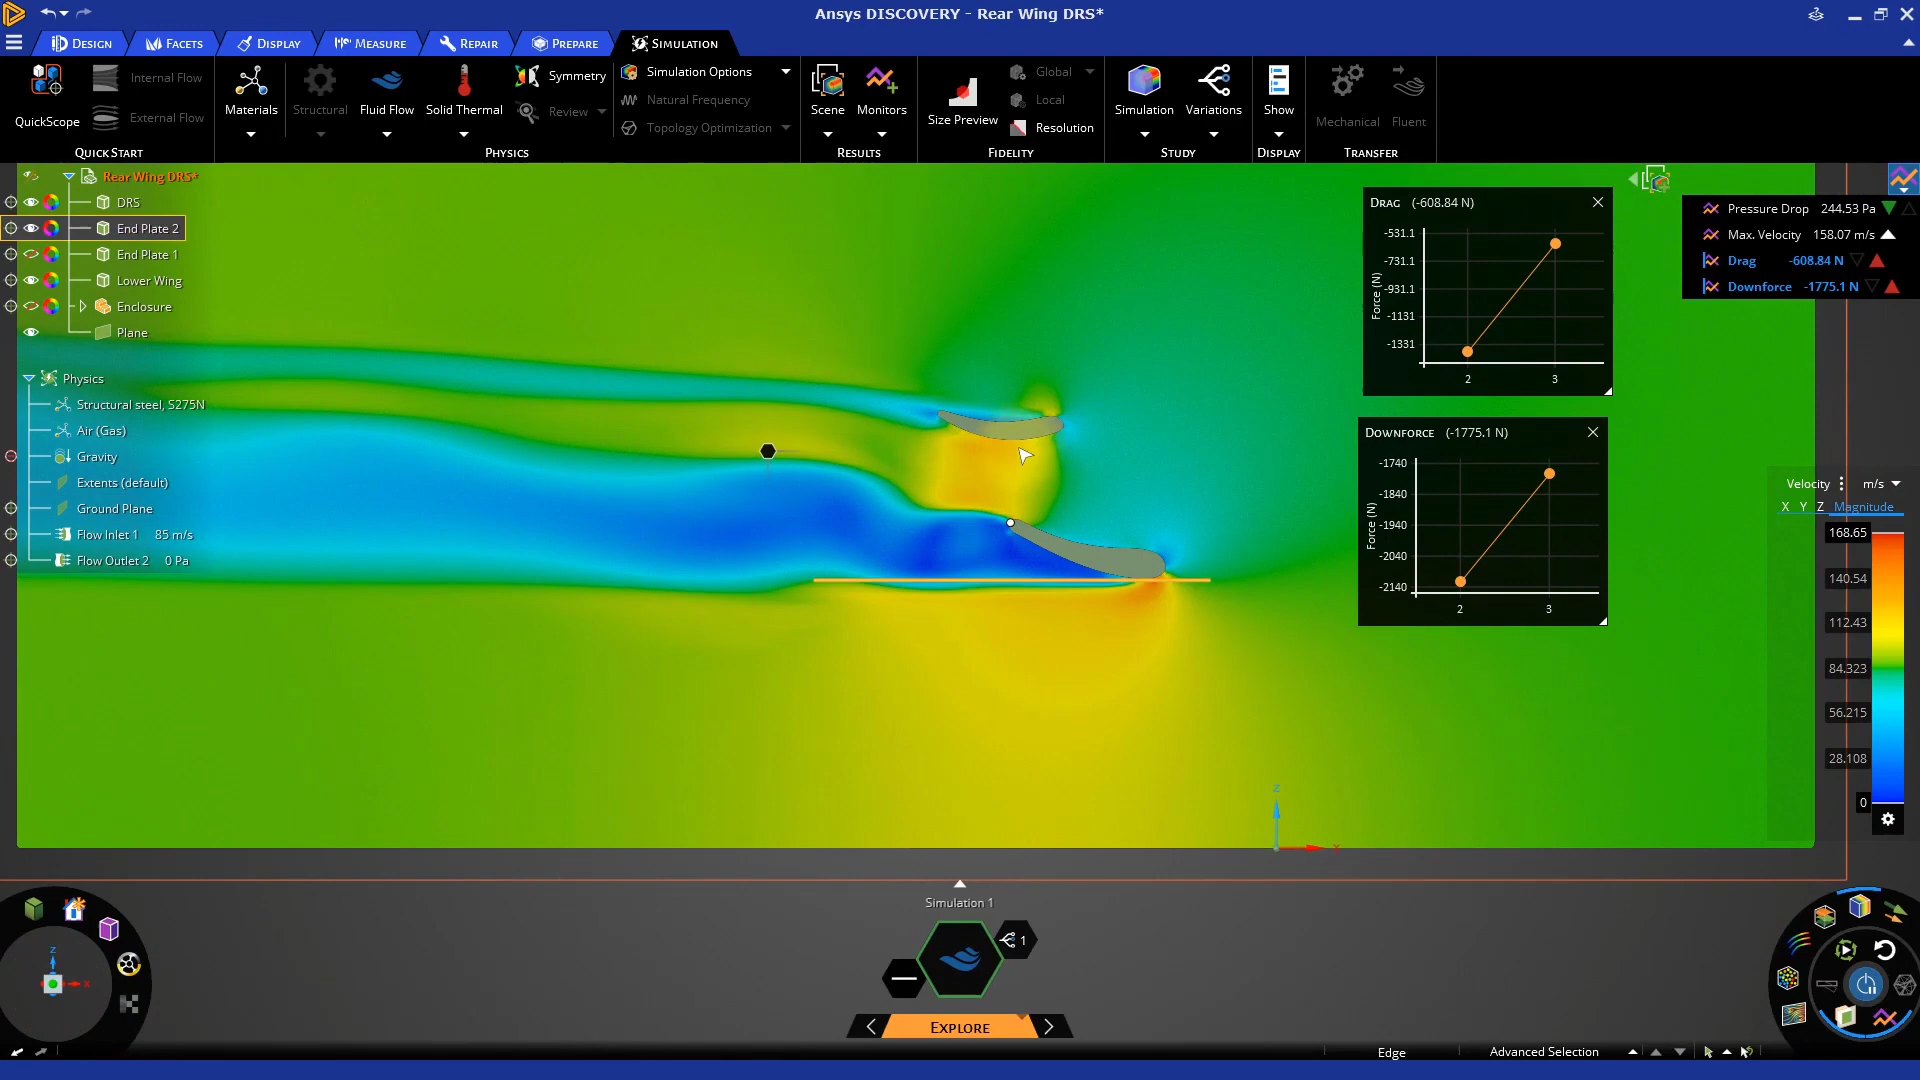 Ansys DISCOVERY - Rear Wing DRS*
DESIGN
FACETS
DISPLAY
MEASURE
REPAIR
PREPARE
SIMULATION
QuickScope
Internal Flow
External Flow
QUICK START
Materials
Structural
Fluid Flow
Solid Thermal
Symmetry
Review
Simulation Options
Natural Frequency
Topology Optimization
PHYSICS
Scene
Monitors
RESULTS
Size Preview
Global
Local
Resolution
FIDELITY
Simulation
Variations
STUDY
Show
DISPLAY
Mechanical
Fluent
TRANSFER
Rear Wing DRS*
DRS
End Plate 2
End Plate 1
Lower Wing
Enclosure
Plane
Physics
Structural steel, S275N
Air (Gas)
Gravity
Extents (default)
Ground Plane
Flow Inlet 1 85 m/s
Flow Outlet 2 0 Pa
DRAG (-608.84 N)
-531.1
-731.1
-931.1
-1131
-1331
Force (N)
2 3
DOWNFORCE (-1775.1 N)
-1740
-1840
-1940
-2040
-2140
Force (N)
2 3
Pressure Drop 244.53 Pa
Max. Velocity 158.07 m/s
Drag -608.84 N
Downforce -1775.1 N
Velocity m/s
X Y Z Magnitude
168.65
140.54
112.43
84.323
56.215
28.108
0
Z
X
Simulation 1
1
EXPLORE
Z
X
Edge
Advanced Selection